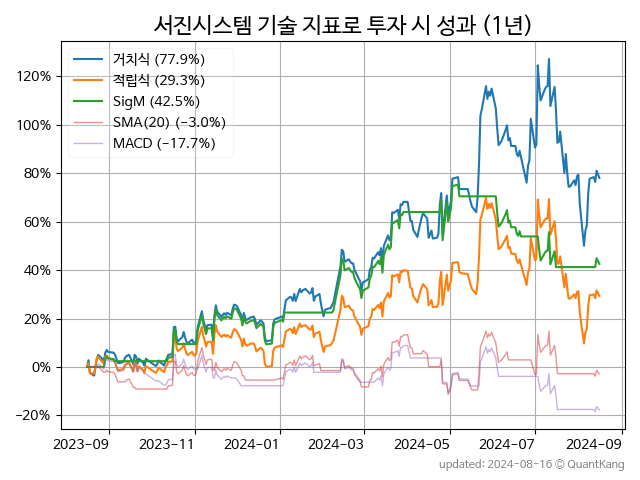 서진시스템 기술 지표로 투자 시 성과 (1년)
거치식 (77.9%)
적립식 (29.3%)
SigM (42.5%)
SMA(20) (−3.0%)
MACD (−17.7%)
120%
100%
80%
60%
40%
20%
0%
−20%
2023-09 2023-11 2024-01 2024-03 2024-05 2024-07 2024-09
updated: 2024-08-16 © QuantKang